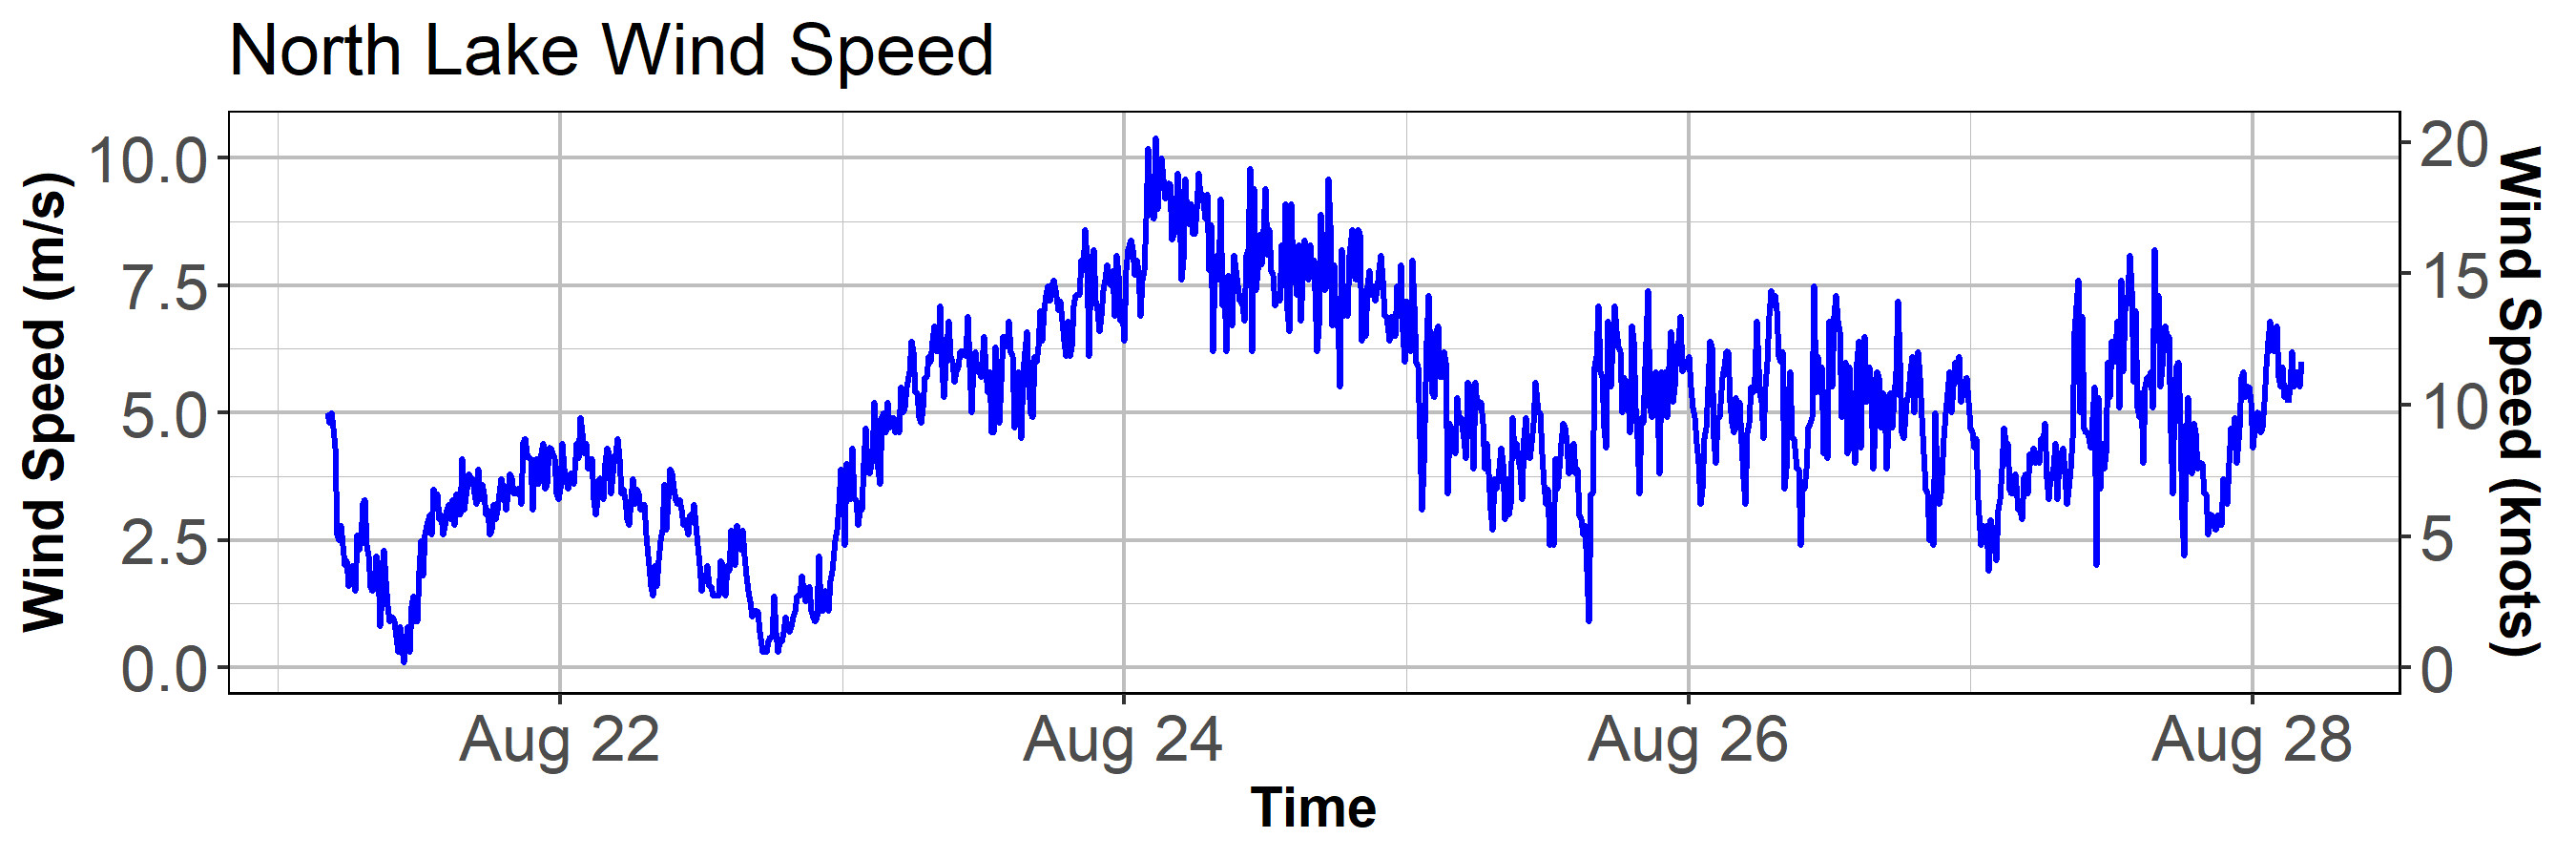 North Lake Wind Speed
Wind Speed (m/s)
10.0
7.5
5.0
2.5
0.0
20
15
10
5
0
Wind Speed (knots)
Aug 22
Aug 24
Aug 26
Aug 28
Time